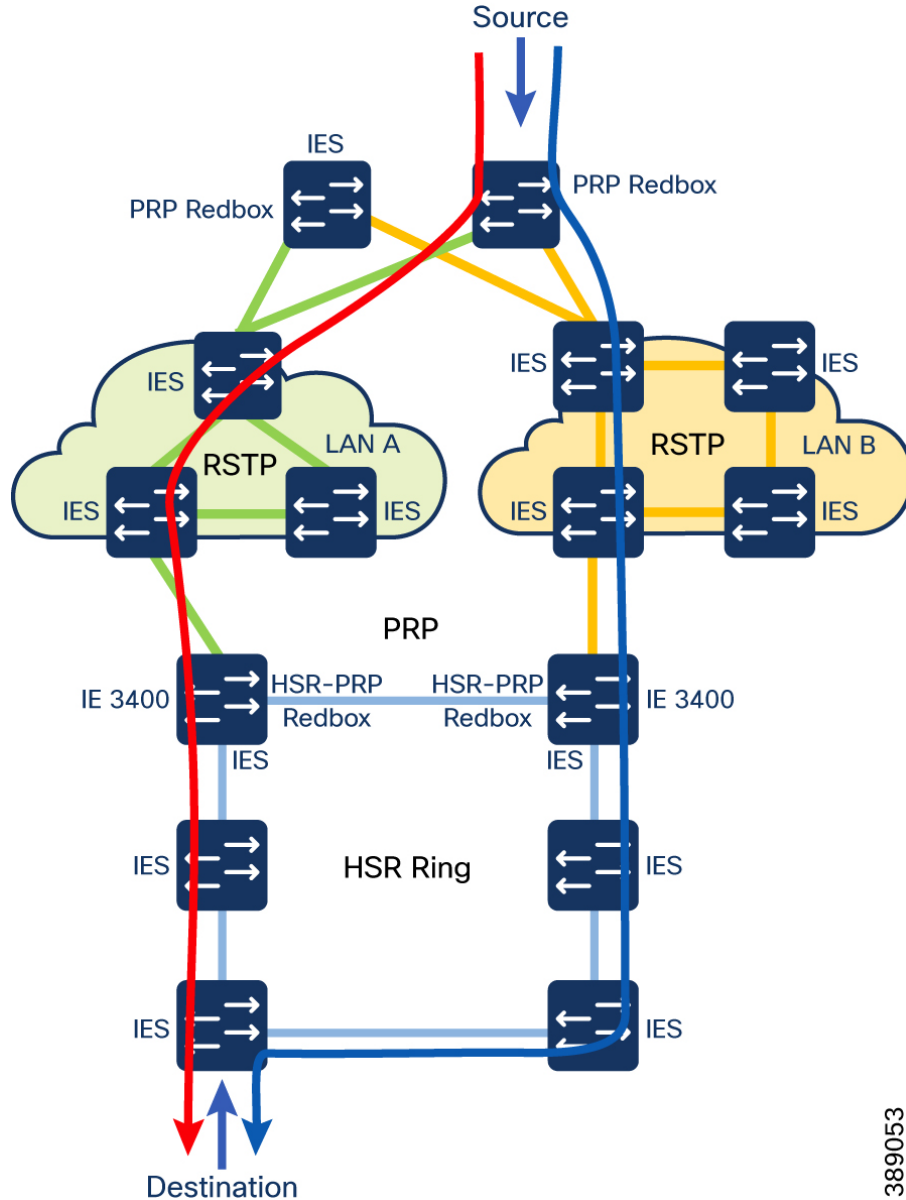 Source
IES
PRP Redbox
PRP Redbox
IES
LAN A
RSTP
IES
IES
IES
IES
RSTP
LAN B
IES
IES
PRP
IE 3400
HSR-PRP
Redbox
HSR-PRP
Redbox
IE 3400
IES
IES
IES
HSR Ring
IES
IES
IES
Destination
389053